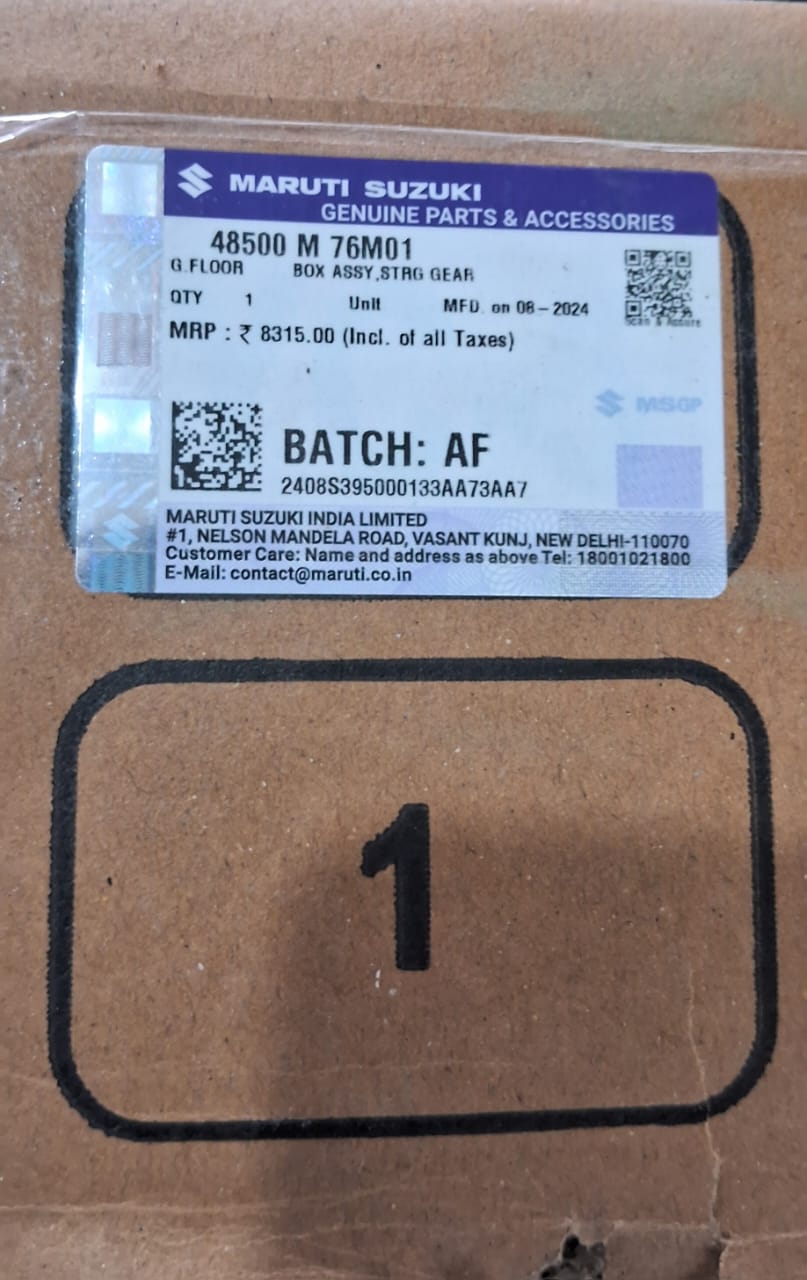 MARUTI SUZUKI
GENUINE PARTS & ACCESSORIES
48500 M 76M01
G.FLOOR BOX ASSY,STRG GEAR
QTY 1 Unit MFD. on 08-2024
Scan & Assure
MRP : ₹ 8315.00 (Incl. of all Taxes)
MSGP
BATCH: AF
2408S395000133AA73AA7
MARUTI SUZUKI INDIA LIMITED
#1, NELSON MANDELA ROAD, VASANT KUNJ, NEW DELHI-110070
Customer Care: Name and address as above Tel: 18001021800
E-Mail: contact@maruti.co.in
1